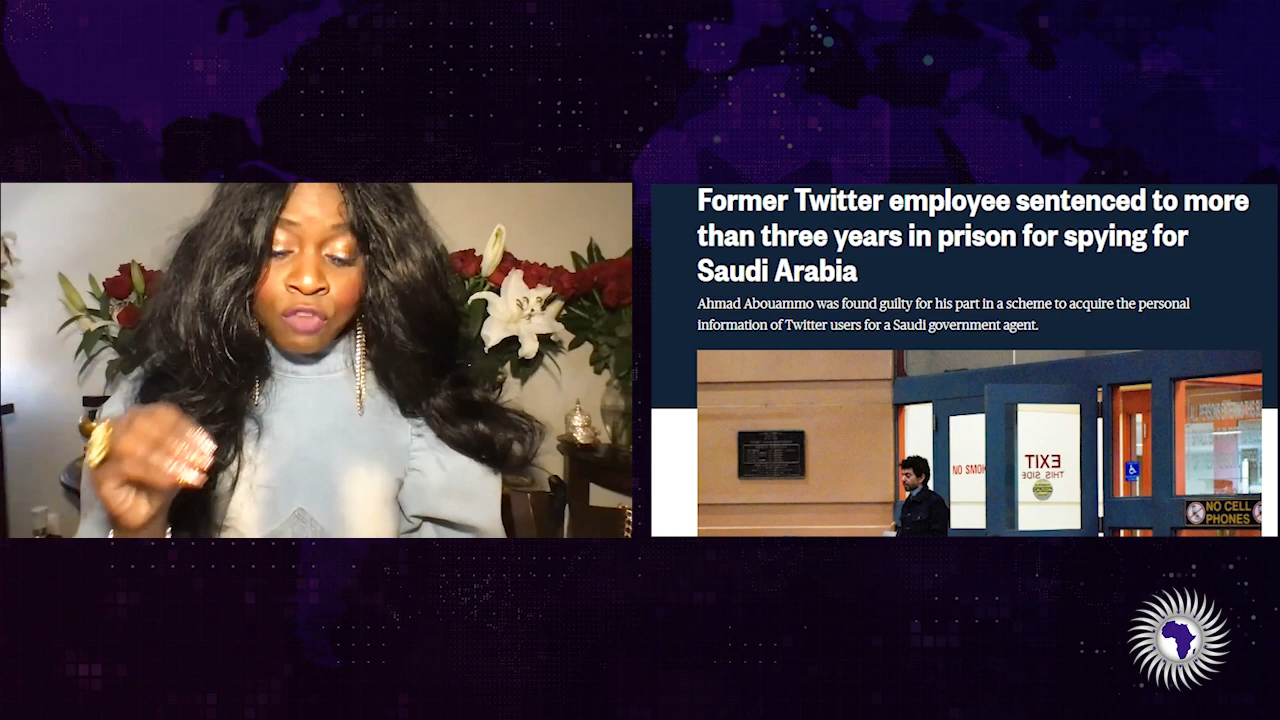 Former Twitter employee sentenced to more
than three years in prison for spying for
Saudi Arabia
Ahmad Abouammo was found guilty for his part in a scheme to acquire the personal
information of Twitter users for a Saudi government agent.
NO SMOK
EXIT
THIS SIDE
NO CELL
PHONES